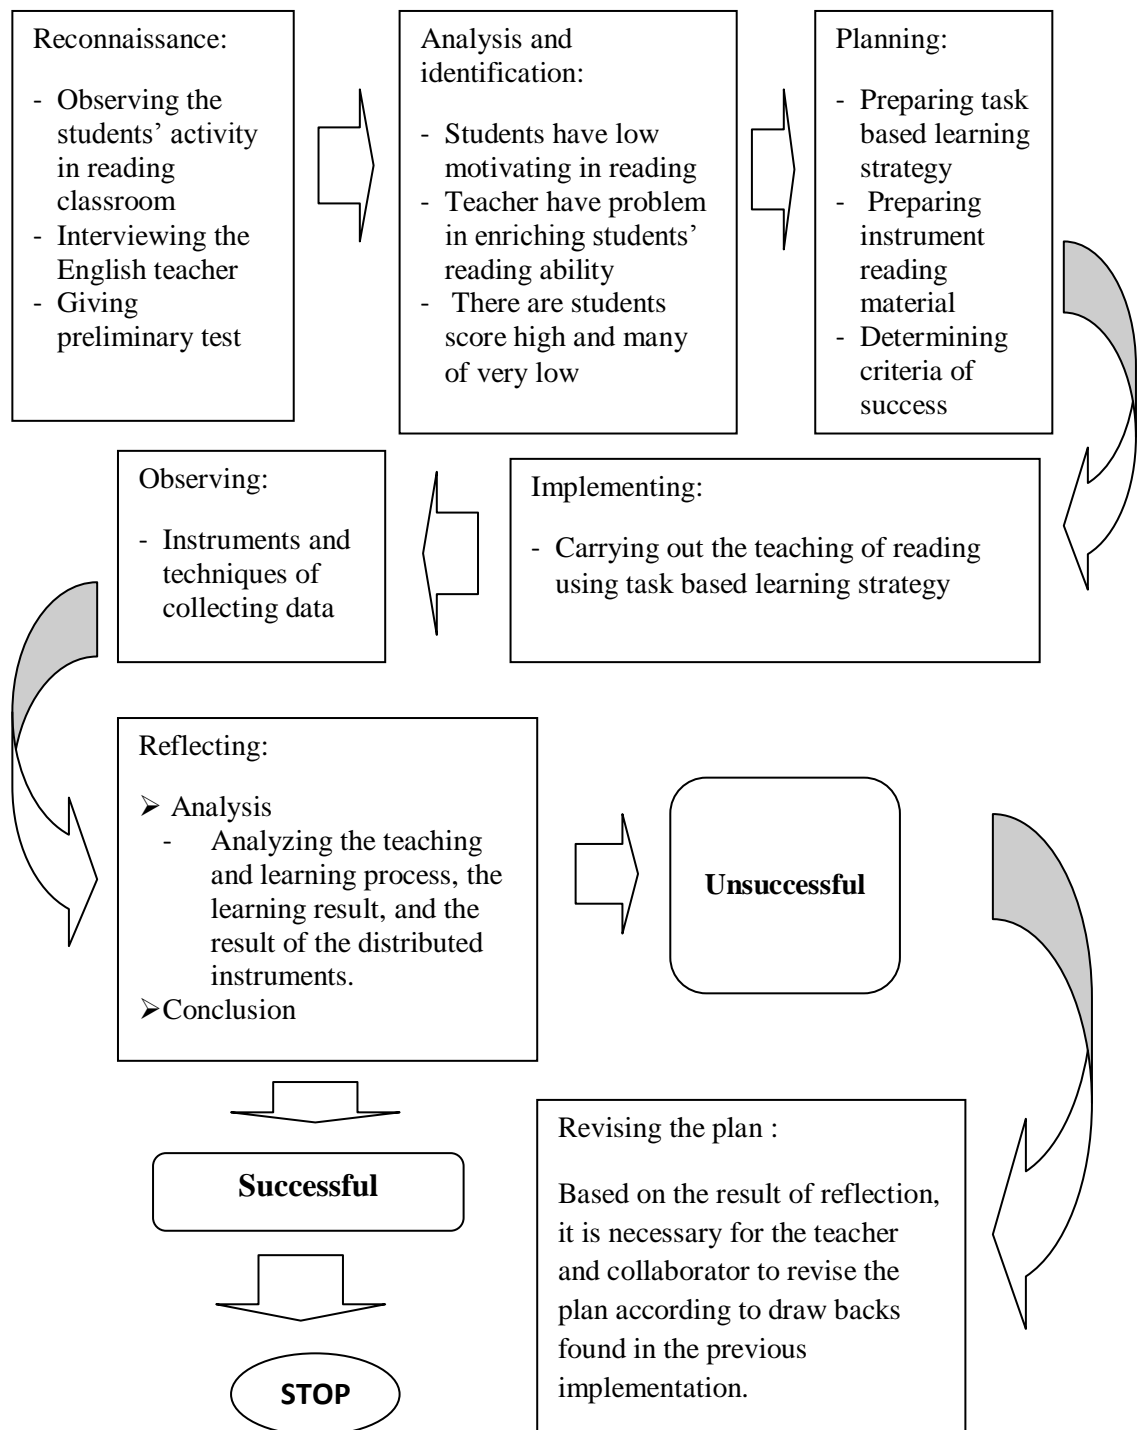 Reconnaissance:
- Observing the
students’ activity
in reading
classroom
- Interviewing the
English teacher
- Giving
preliminary test
Analysis and
identification:
- Students have low
motivating in reading
- Teacher have problem
in enriching students’
reading ability
- There are students
score high and many
of very low
Planning:
- Preparing task
based learning
strategy
- Preparing
instrument
reading
material
- Determining
criteria of
success
Implementing:
- Carrying out the teaching of reading
using task based learning strategy
Observing:
- Instruments and
techniques of
collecting data
Reflecting:
➢ Analysis
- Analyzing the teaching
and learning process, the
learning result, and the
result of the distributed
instruments.
➢Conclusion
Unsuccessful
Successful
STOP
Revising the plan :
Based on the result of reflection,
it is necessary for the teacher
and collaborator to revise the
plan according to draw backs
found in the previous
implementation.